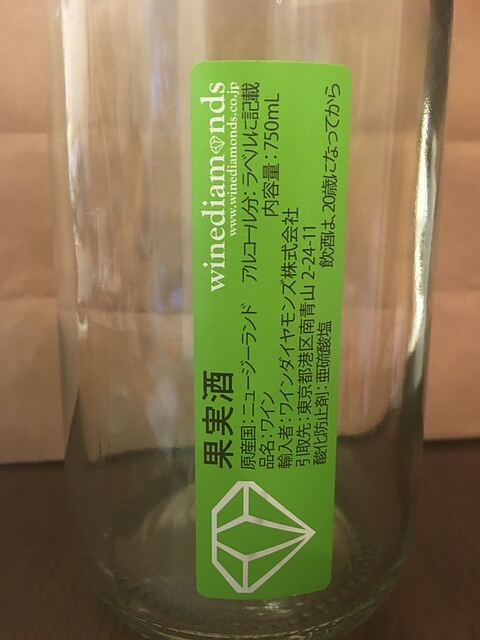 果実酒
winediamonds
www.winediamonds.co.jp
原産国：ニュージーランド アルコール分：ラベルに記載
品名：ワイン 内容量：750mL
輸入者：ワインダイヤモンズ株式会社
引取先：東京都港区南青山 2-24-11
酸化防止剤：亜硫酸塩 飲酒は、20歳になってから